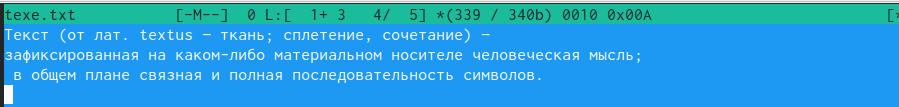 texe.txt [-M--] 0 L:[ 1+ 3 4/ 5] *(339 / 340b) 0010 0x00A [*
Текст (от лат. textus — ткань; сплетение, сочетание) —
зафиксированная на каком-либо материальном носителе человеческая мысль;
в общем плане связная и полная последовательность символов.